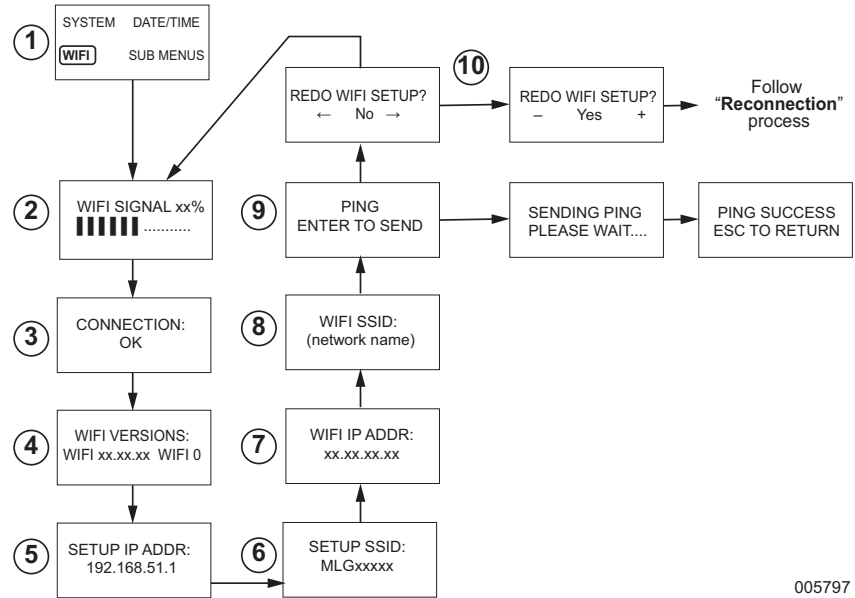 1
SYSTEM DATE/TIME
WIFI SUB MENUS
2
WIFI SIGNAL xx%
...........
3
CONNECTION:
OK
4
WIFI VERSIONS:
WIFI xx.xx.xx WIFI 0
5
SETUP IP ADDR:
192.168.51.1
6
SETUP SSID:
MLGxxxxx
7
WIFI IP ADDR:
xx.xx.xx.xx
8
WIFI SSID:
(network name)
9
PING
ENTER TO SEND
SENDING PING
PLEASE WAIT....
PING SUCCESS
ESC TO RETURN
REDO WIFI SETUP?
← No →
10
REDO WIFI SETUP?
– Yes +
Follow
“Reconnection”
process
005797